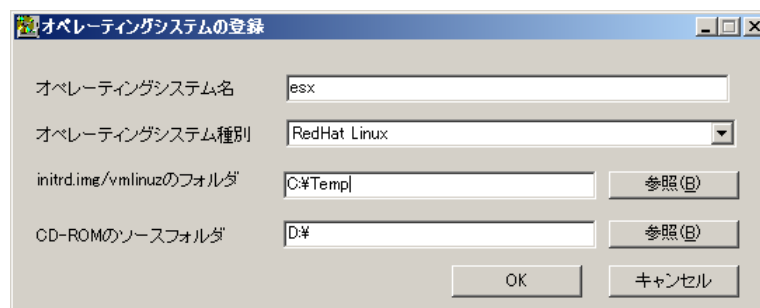 オペレーティングシステムの登録
オペレーティングシステム名 esx
オペレーティングシステム種別 RedHat Linux
initrd.img/vmlinuzのフォルダ C:¥Temp 参照(B)
CD-ROMのソースフォルダ D:¥ 参照(B)
OK キャンセル